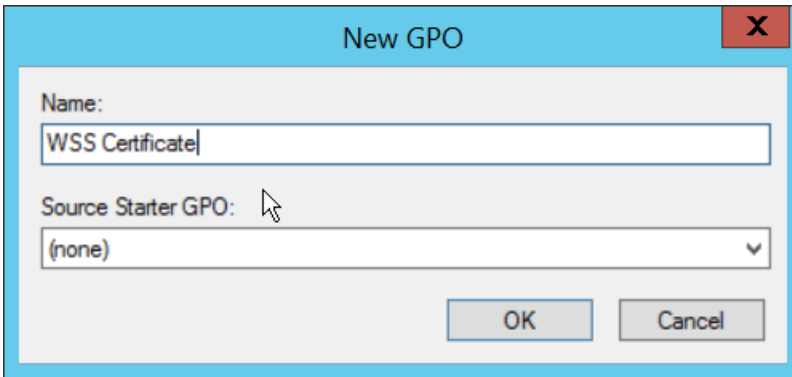 New GPO
X
Name:
WSS Certificate
Source Starter GPO:
(none)
OK Cancel